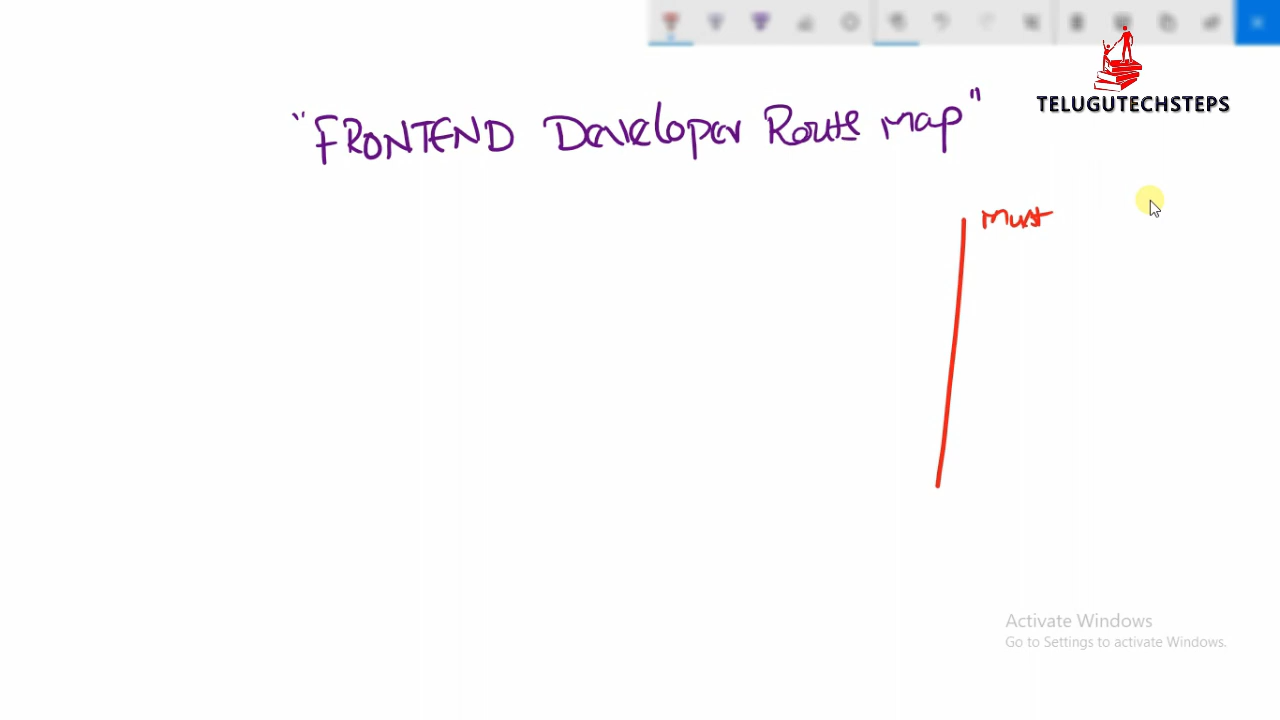 TELUGUTECHSTEPS
"FRONTEND Developer Route Map"
Must
Activate Windows
Go to Settings to activate Windows.